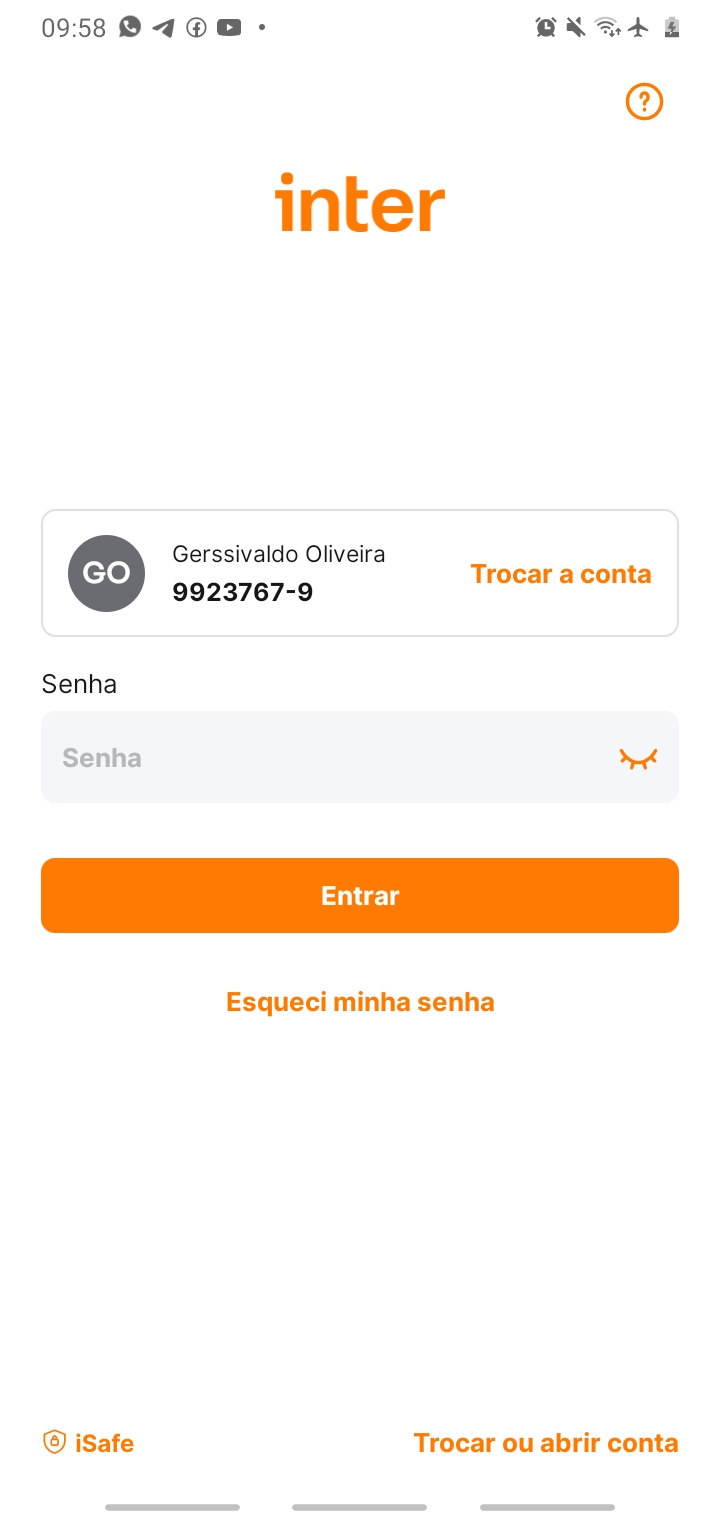 09:58
inter
GO
Gerssivaldo Oliveira
9923767-9
Trocar a conta
Senha
Senha
Entrar
Esqueci minha senha
iSafe
Trocar ou abrir conta